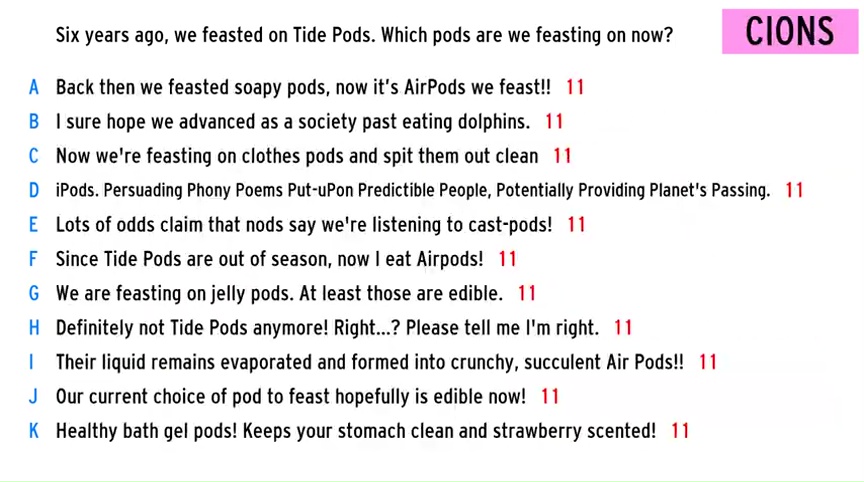 Six years ago, we feasted on Tide Pods. Which pods are we feasting on now?
CIONS
A Back then we feasted soapy pods, now it's AirPods we feast!! 11
B I sure hope we advanced as a society past eating dolphins. 11
C Now we're feasting on clothes pods and spit them out clean 11
D iPods. Persuading Phony Poems Put-uPon Predictible People, Potentially Providing Planet's Passing. 11
E Lots of odds claim that nods say we're listening to cast-pods! 11
F Since Tide Pods are out of season, now I eat Airpods! 11
G We are feasting on jelly pods. At least those are edible. 11
H Definitely not Tide Pods anymore! Right...? Please tell me I'm right. 11
I Their liquid remains evaporated and formed into crunchy, succulent Air Pods!! 11
J Our current choice of pod to feast hopefully is edible now! 11
K Healthy bath gel pods! Keeps your stomach clean and strawberry scented! 11